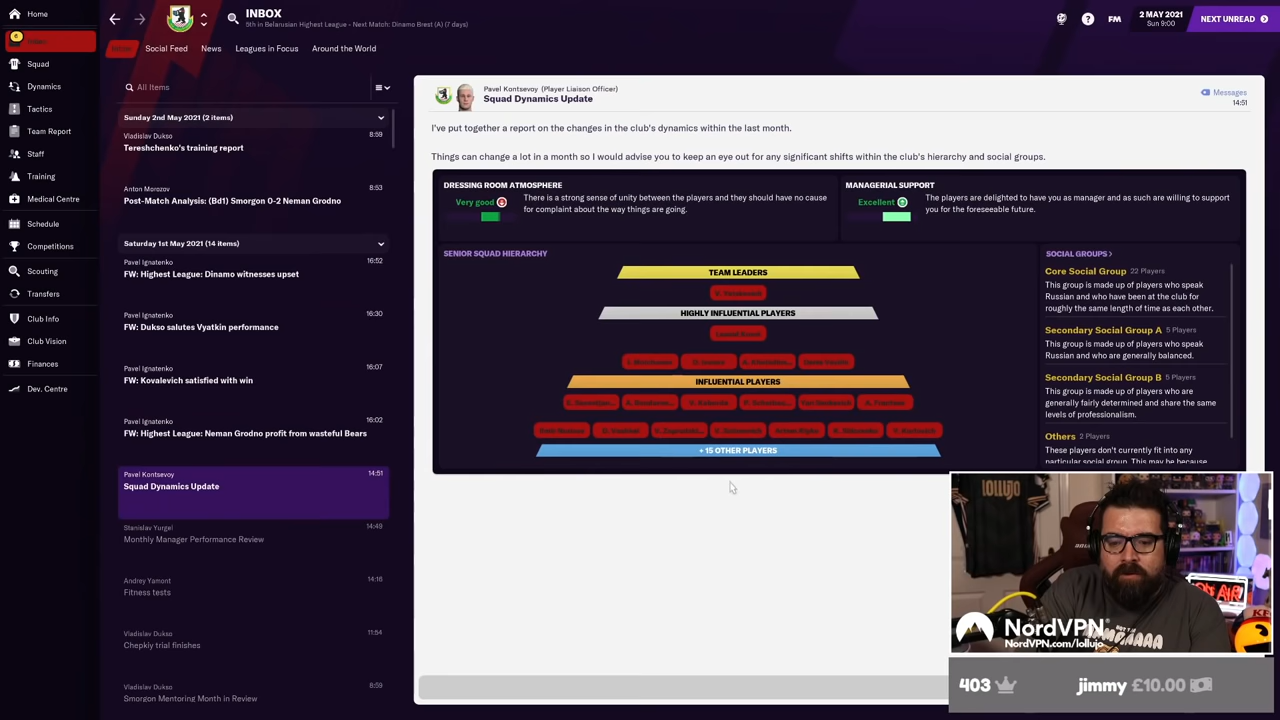 Home
INBOX
5th in Belarusian Highest League - Next Match: Dinamo Brest (A) (7 days)
FM
2 MAY 2021
Sun 9:00
NEXT UNREAD
6
Social Feed
News
Leagues in Focus
Around the World
Squad
Dynamics
Tactics
Team Report
Staff
Training
Medical Centre
Schedule
Competitions
Scouting
Transfers
Club Info
Club Vision
Finances
Dev. Centre
All Items
Sunday 2nd May 2021 (2 items)
Vladislav Dukso 8:59
Tereshchenko's training report
Anton Morozov 8:53
Post-Match Analysis: (Bd1) Smorgon 0-2 Neman Grodno
Saturday 1st May 2021 (14 items)
Pavel Ignatenko 16:52
FW: Highest League: Dinamo witnesses upset
Pavel Ignatenko 16:30
FW: Dukso salutes Vyatkin performance
Pavel Ignatenko 16:07
FW: Kovalevich satisfied with win
Pavel Ignatenko 16:02
FW: Highest League: Neman Grodno profit from wasteful Bears
Pavel Kontsevoy 14:51
Squad Dynamics Update
Stanislav Yurgel 14:49
Monthly Manager Performance Review
Andrey Yamont 14:16
Fitness tests
Vladislav Dukso 11:54
Chepkiy trial finishes
Vladislav Dukso 8:59
Smorgon Mentoring Month in Review
Pavel Kontsevoy (Player Liaison Officer)
Squad Dynamics Update
Messages
14:51
I've put together a report on the changes in the club's dynamics within the last month.
Things can change a lot in a month so I would advise you to keep an eye out for any significant shifts within the club's hierarchy and social groups.
DRESSING ROOM ATMOSPHERE
Very good
There is a strong sense of unity between the players and they should have no cause
for complaint about the way things are going.
MANAGERIAL SUPPORT
Excellent
The players are delighted to have you as manager and as such are willing to support
you for the foreseeable future.
SENIOR SQUAD HIERARCHY
TEAM LEADERS
HIGHLY INFLUENTIAL PLAYERS
INFLUENTIAL PLAYERS
+ 15 OTHER PLAYERS
SOCIAL GROUPS >
Core Social Group 22 Players
This group is made up of players who speak
Russian and who have been at the club for
roughly the same length of time as each other.
Secondary Social Group A 5 Players
This group is made up of players who speak
Russian and who are generally balanced.
Secondary Social Group B 5 Players
This group is made up of players who are
generally fairly determined and share the same
levels of professionalism.
Others 2 Players
These players don't currently fit into any
particular social group. This may be because
LOLLUJO
ON AIR
NordVPN
NordVPN.com/lollujo
403
jimmy £10.00